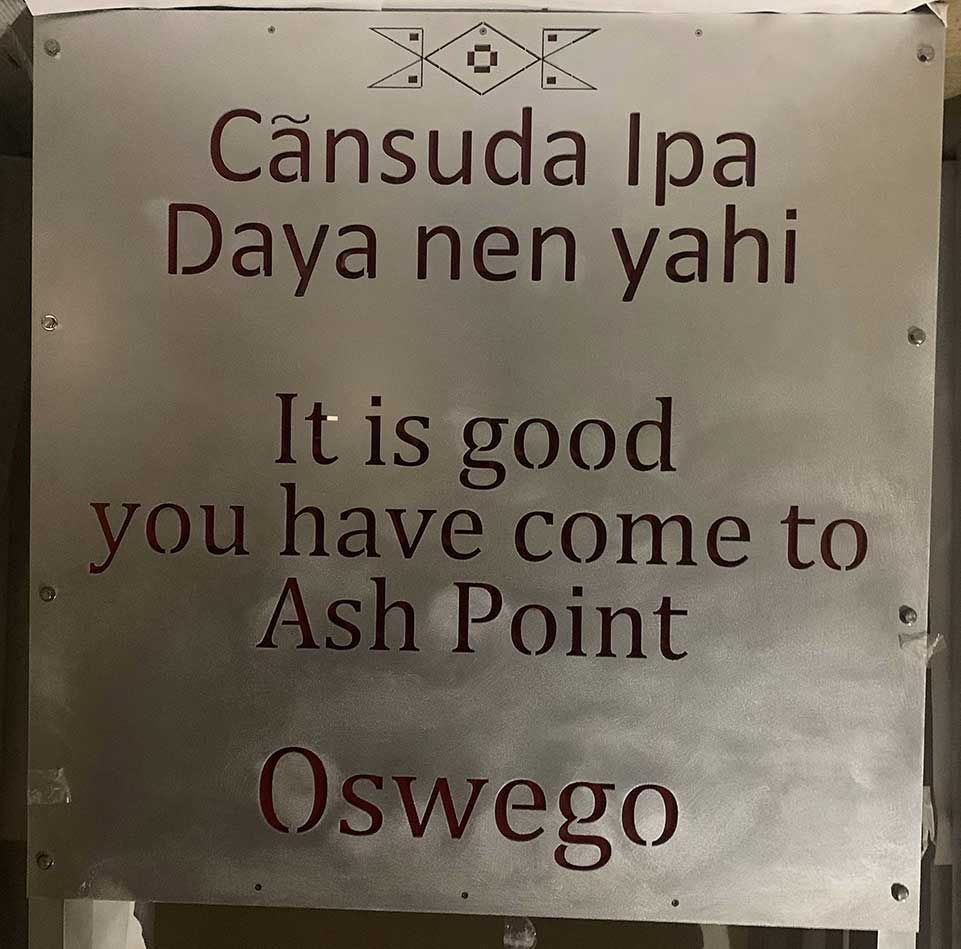 Cãnsuda Ipa
Daya nen yahi
It is good
you have come to
Ash Point
Oswego